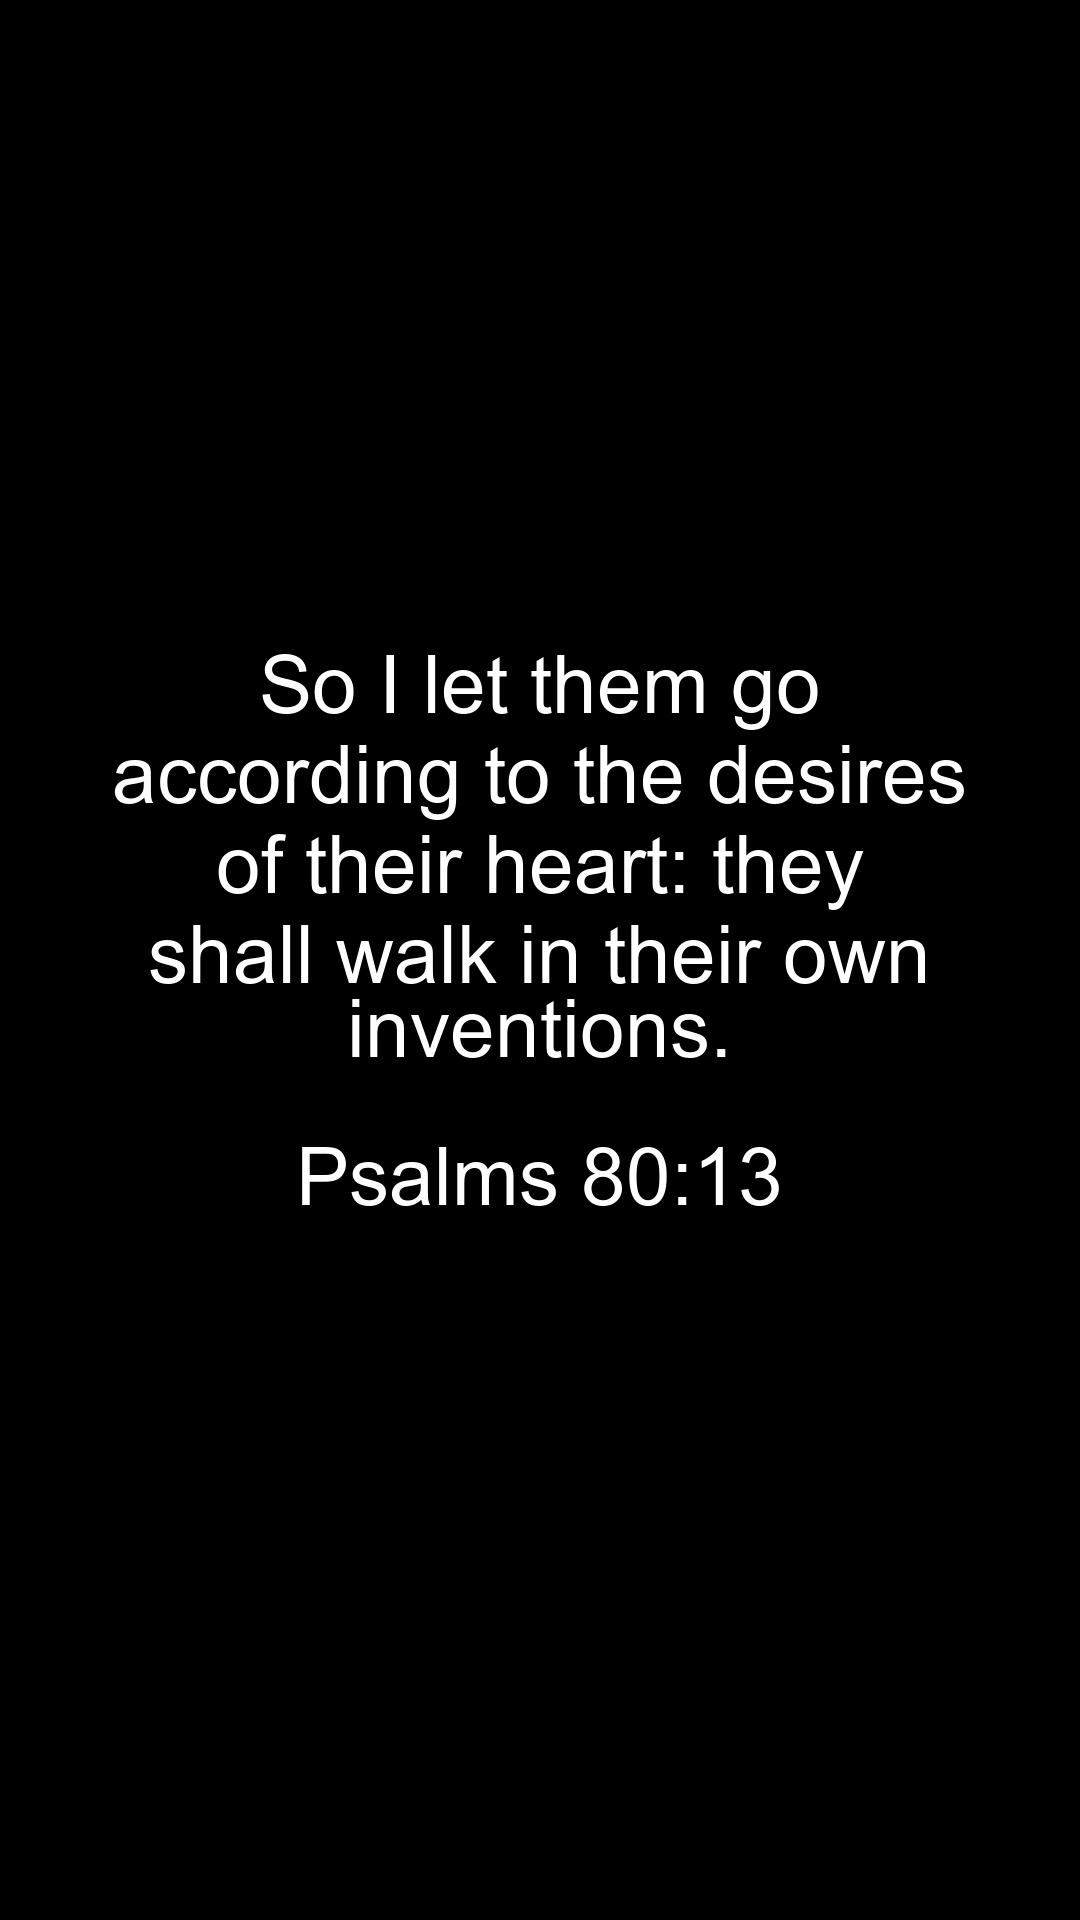 So I let them go
according to the desires
of their heart: they
shall walk in their own
inventions.
Psalms 80:13